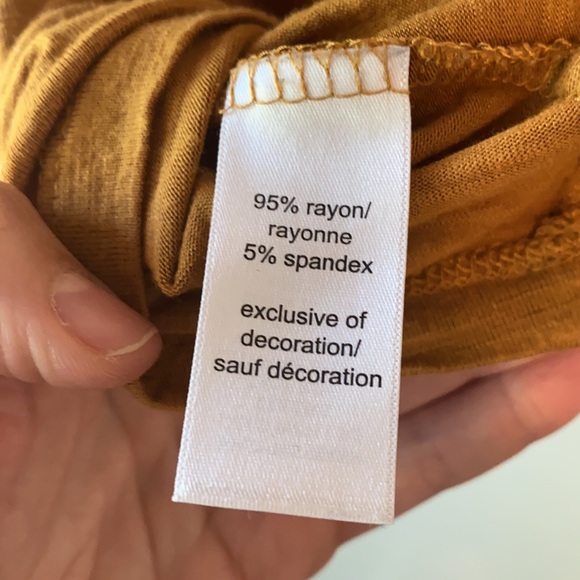 95% rayon/
rayonne
5% spandex
exclusive of
decoration/
sauf décoration